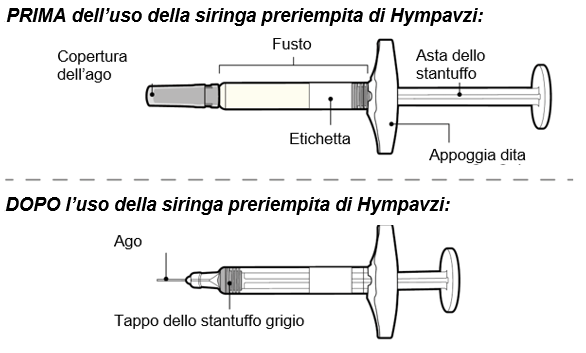 PRIMA dell'uso della siringa preriempita di Hympavzi:
Copertura
dell'ago
Fusto
Asta dello
stantuffo
Etichetta
Appoggia dita
DOPO l'uso della siringa preriempita di Hympavzi:
Ago
Tappo dello stantuffo grigio